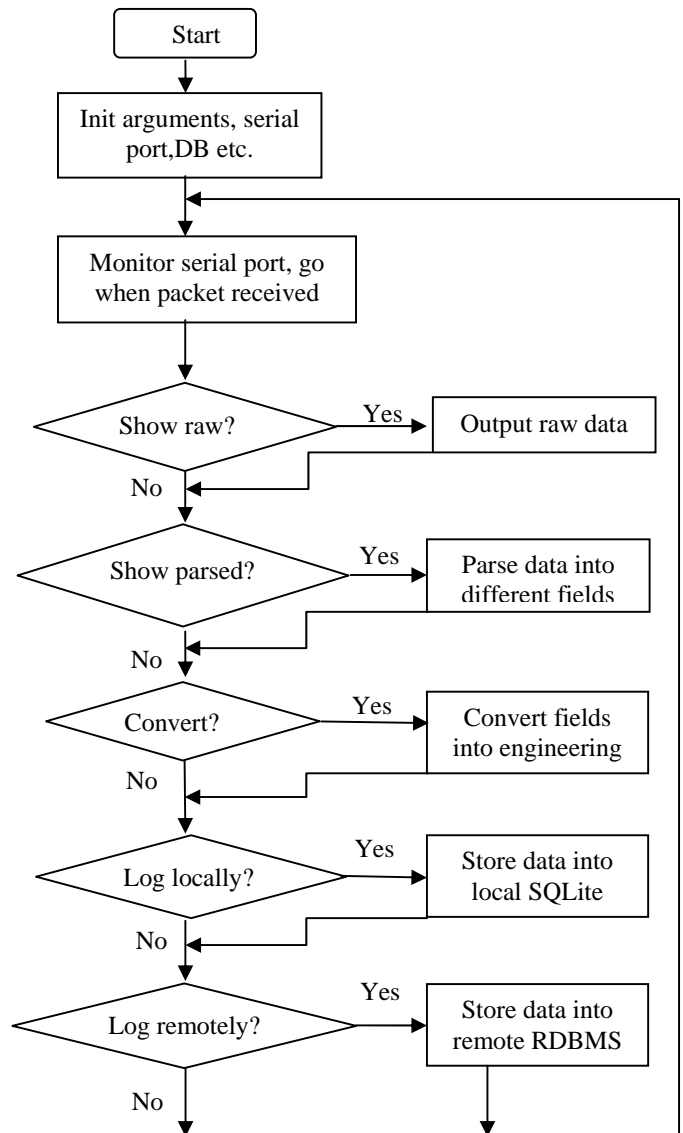 Start
Init arguments, serial
port,DB etc.
Monitor serial port, go
when packet received
Show raw?
Yes
Output raw data
No
Show parsed?
Yes
Parse data into
different fields
No
Convert?
Yes
Convert fields
into engineering
No
Log locally?
Yes
Store data into
local SQLite
No
Log remotely?
Yes
Store data into
remote RDBMS
No